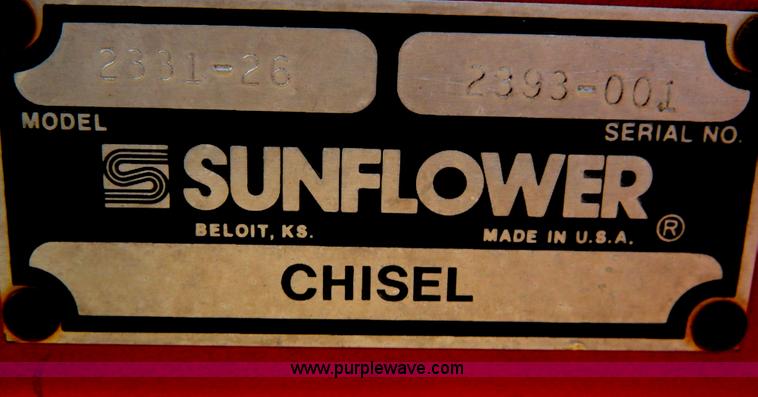 2331-26 2393-001
MODEL SERIAL NO.
SUNFLOWER
BELOIT, KS. MADE IN U.S.A. ®
CHISEL
www.purplewave.com